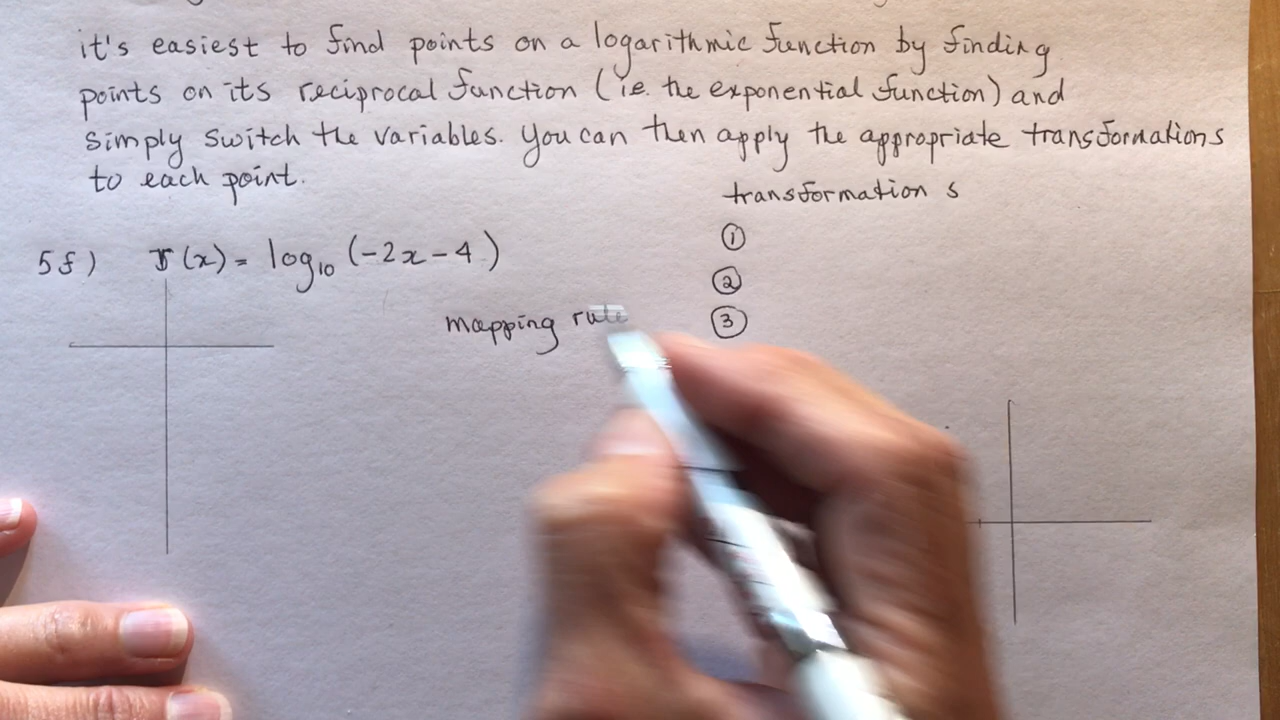 it's easiest to find points on a logarithmic function by finding
points on its reciprocal function (i.e. the exponential function) and
simply switch the variables. You can then apply the appropriate transformations
to each point.
transformation s
①
5f) f(x) = log₁₀ (-2x-4)
②
mapping rule
③